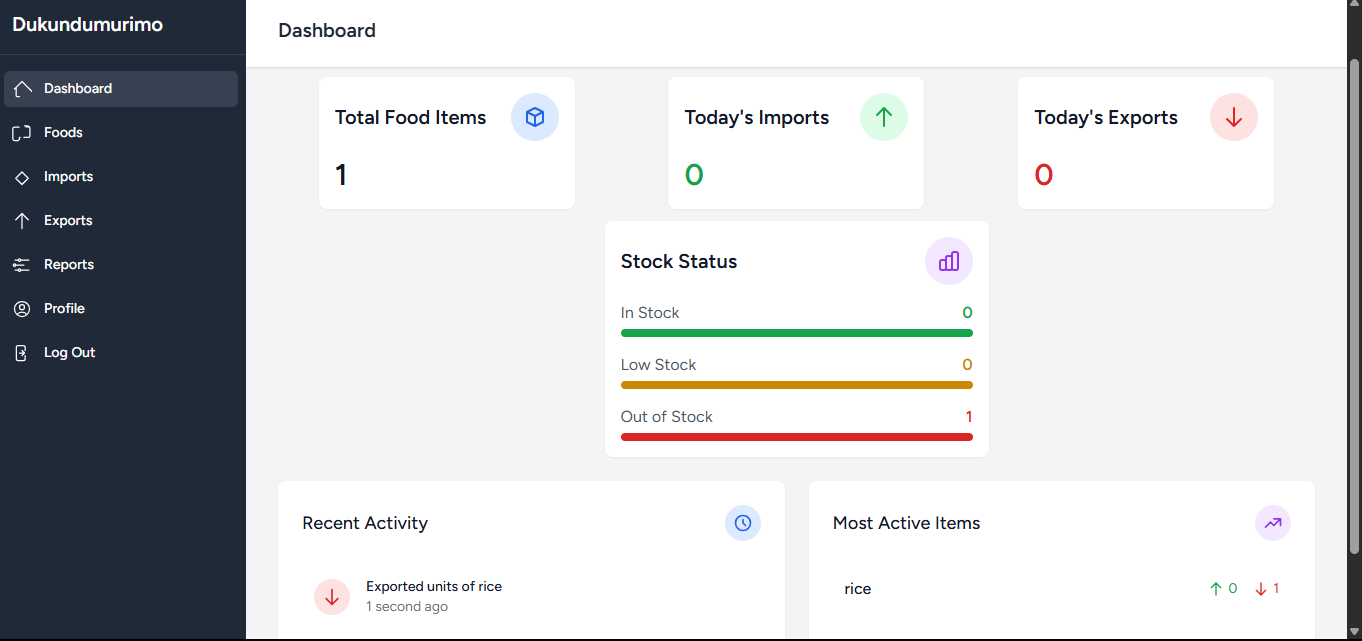 Dukundumurimo
Dashboard
Foods
Imports
Exports
Reports
Profile
Log Out
Dashboard
Total Food Items
1
Today's Imports
0
Today's Exports
0
Stock Status
In Stock 0
Low Stock 0
Out of Stock 1
Recent Activity
Exported units of rice
1 second ago
Most Active Items
rice 0 1